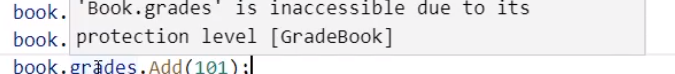 book.
'Book.grades' is inaccessible due to its
book.
protection level [GradeBook]
book.grades.Add(101);